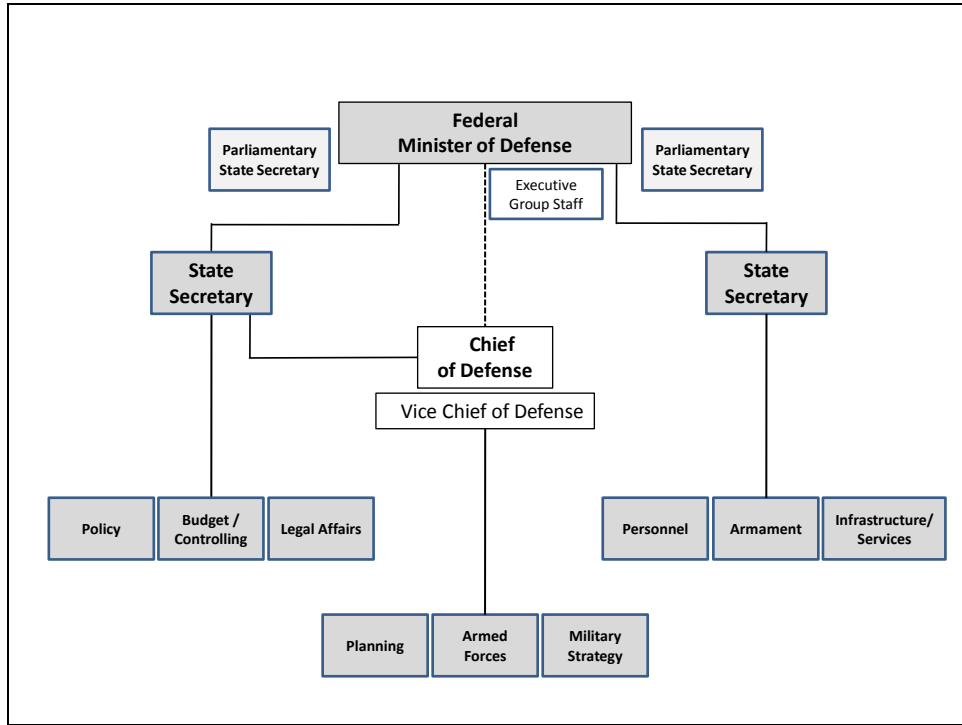 Federal
Minister of Defense
Parliamentary
State Secretary
Parliamentary
State Secretary
Executive
Group Staff
State
Secretary
State
Secretary
Chief
of Defense
Vice Chief of Defense
Policy
Budget /
Controlling
Legal Affairs
Personnel
Armament
Infrastructure/
Services
Planning
Armed
Forces
Military
Strategy